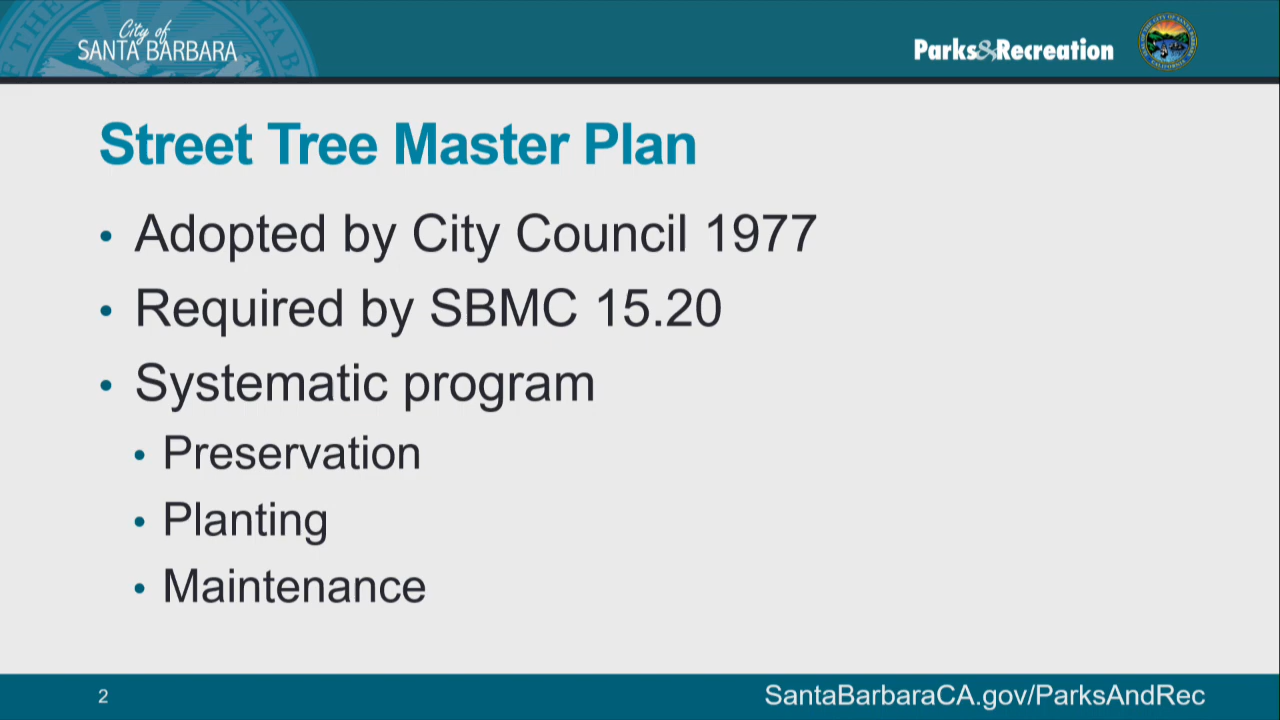 City of
SANTA BARBARA
Parks&Recreation
Street Tree Master Plan
• Adopted by City Council 1977
• Required by SBMC 15.20
• Systematic program
• Preservation
• Planting
• Maintenance
2
SantaBarbaraCA.gov/ParksAndRec